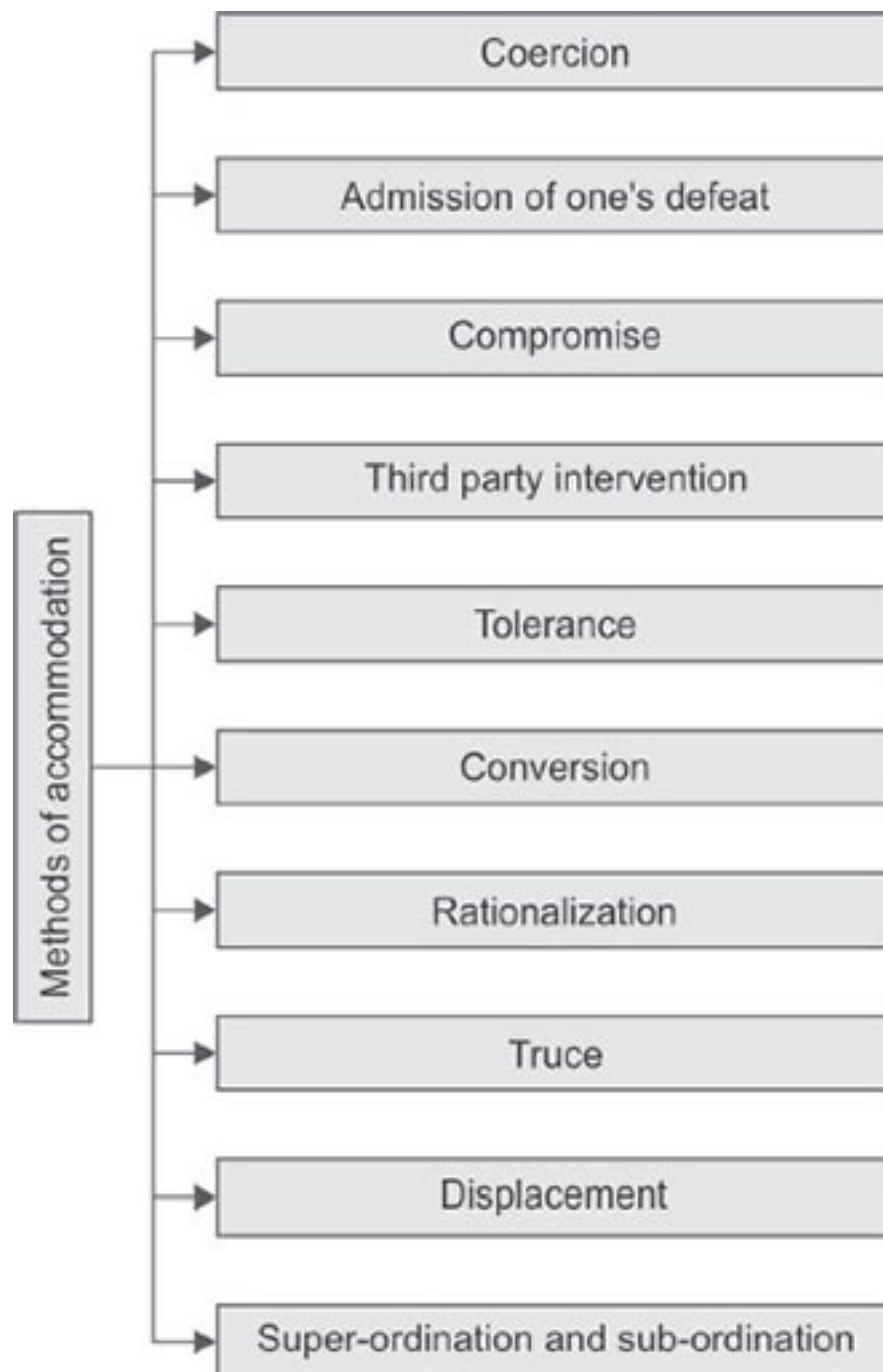 Coercion
Admission of one's defeat
Compromise
Third party intervention
Tolerance
Methods of accommodation
Conversion
Rationalization
Truce
Displacement
Super-ordination and sub-ordination